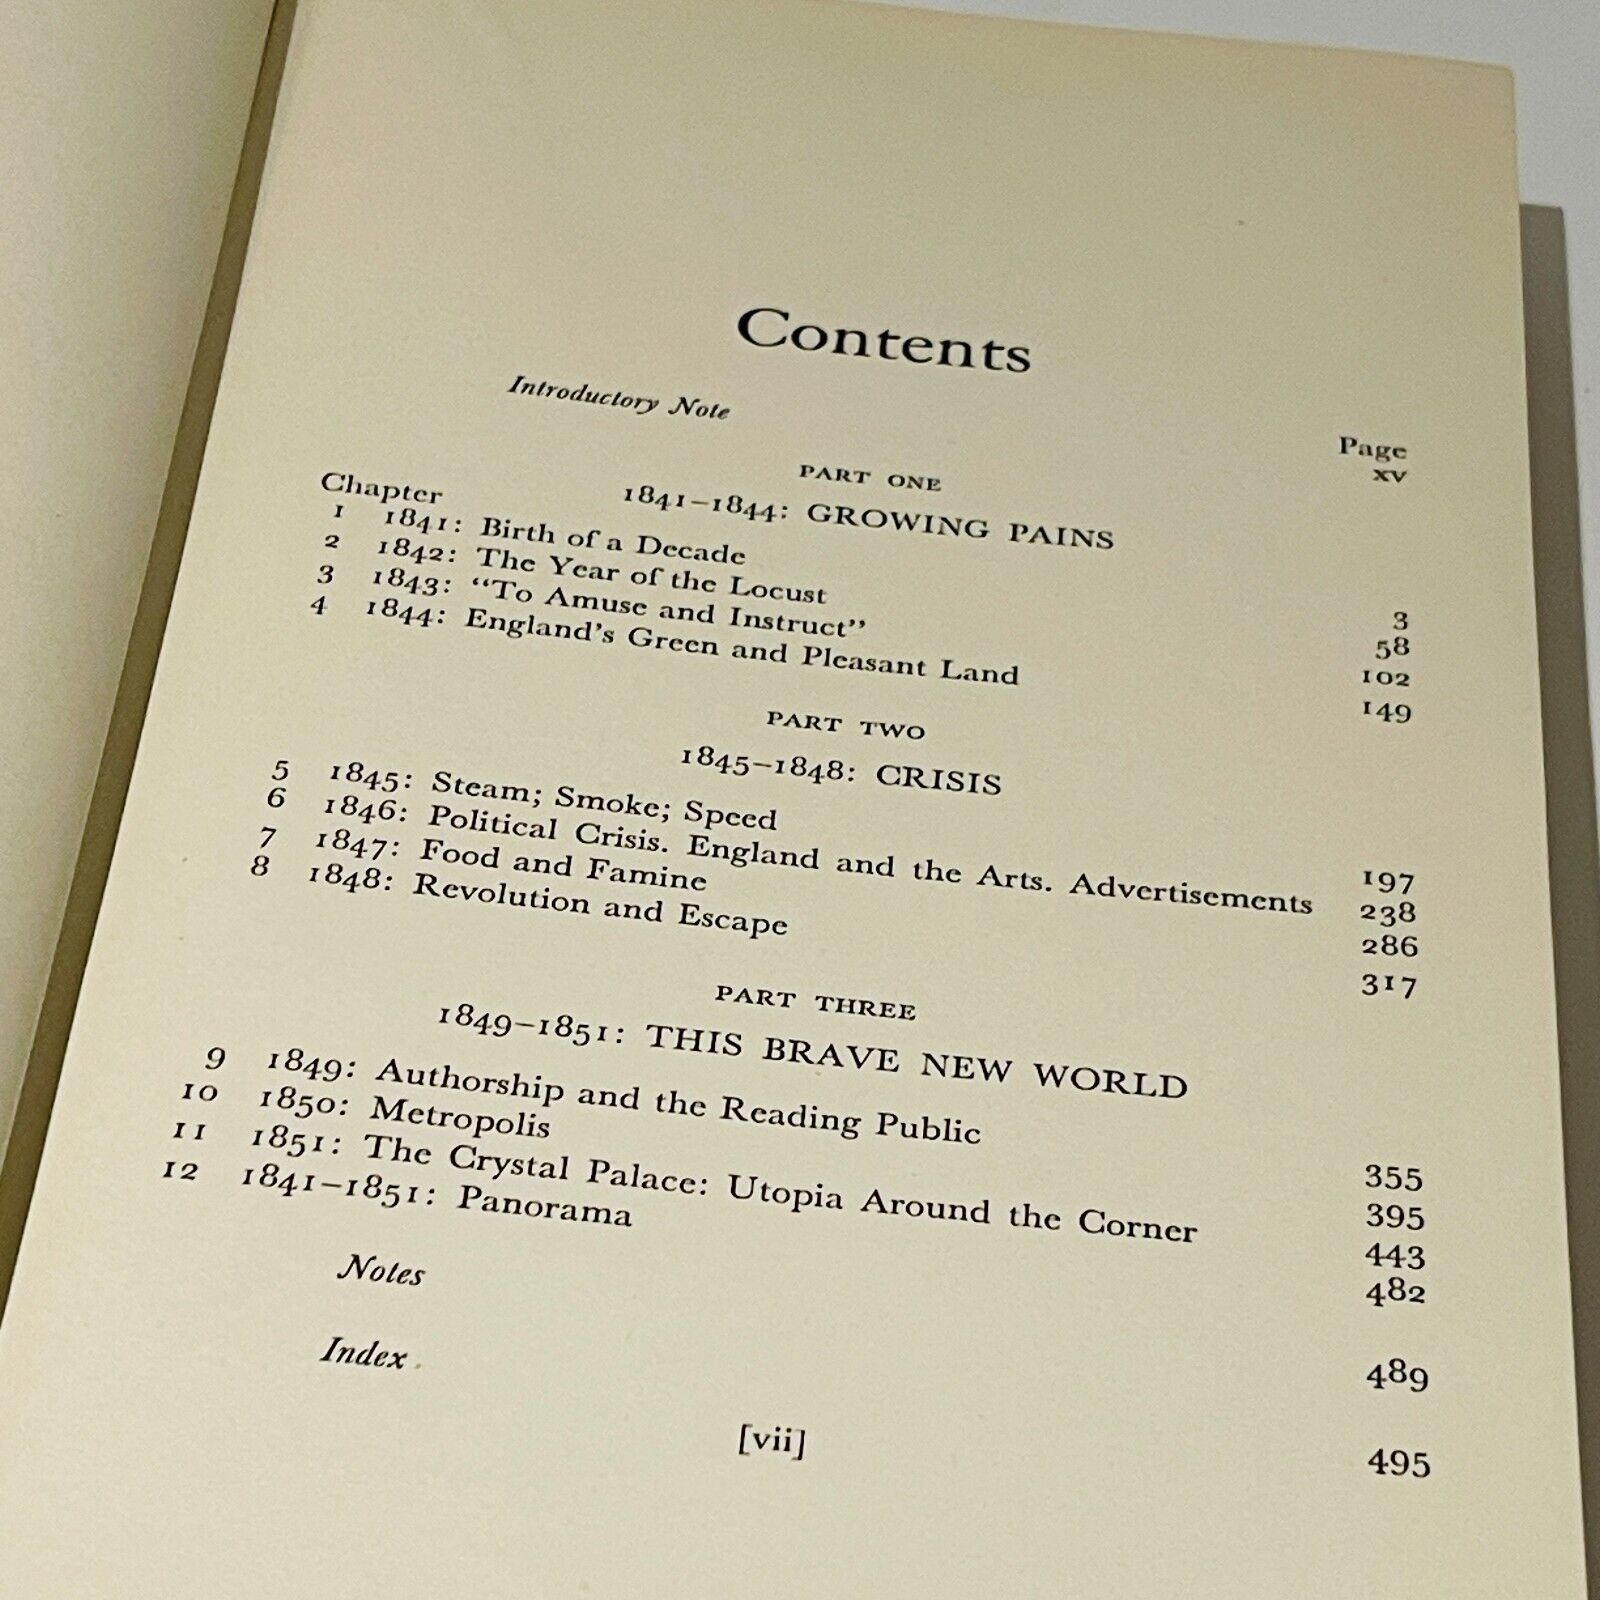 Contents
Page
Introductory Note xv
PART ONE
1841–1844: GROWING PAINS
Chapter
1 1841: Birth of a Decade 3
2 1842: The Year of the Locust 58
3 1843: “To Amuse and Instruct” 102
4 1844: England’s Green and Pleasant Land 149
PART TWO
1845–1848: CRISIS
5 1845: Steam; Smoke; Speed 197
6 1846: Political Crisis. England and the Arts. Advertisements 238
7 1847: Food and Famine 286
8 1848: Revolution and Escape 317
PART THREE
1849–1851: THIS BRAVE NEW WORLD
9 1849: Authorship and the Reading Public 355
10 1850: Metropolis 395
11 1851: The Crystal Palace: Utopia Around the Corner 443
12 1841–1851: Panorama 482
Notes 489
Index 495
[vii]